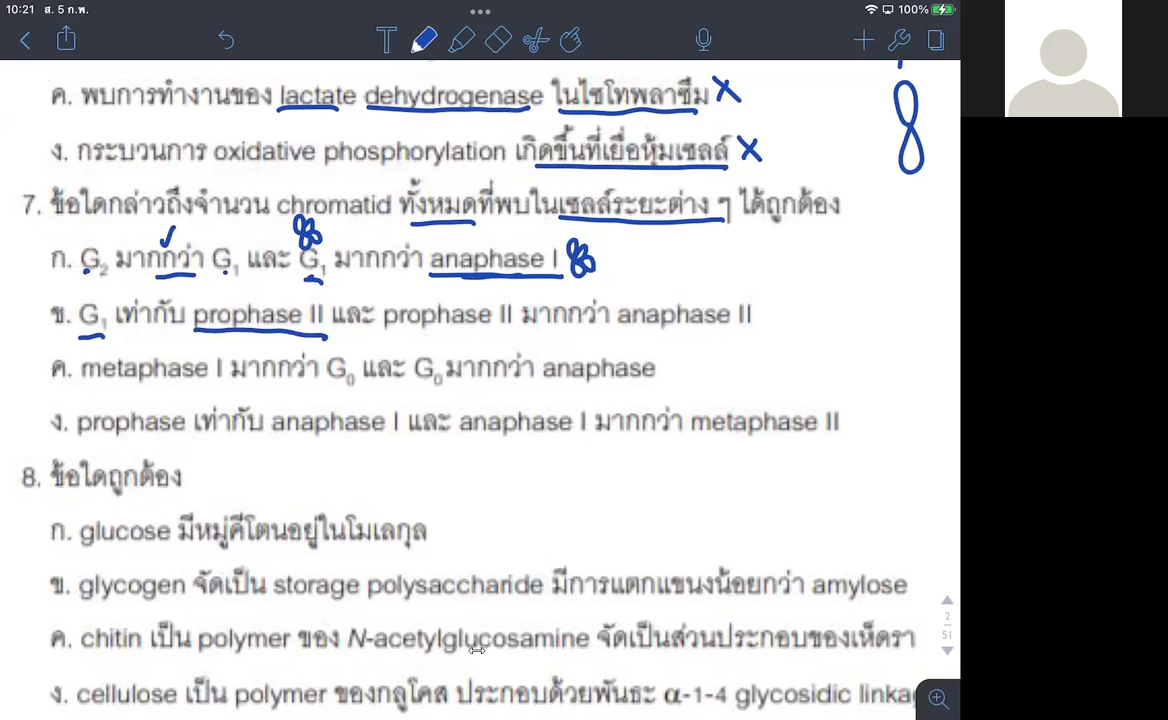 10:21 ส. 5 ก.พ.
100%
ค. พบการทำงานของ lactate dehydrogenase ในไซโทพลาซึม
ง. กระบวนการ oxidative phosphorylation เกิดขึ้นที่เยื่อหุ้มเซลล์
7. ข้อใดกล่าวถึงจำนวน chromatid ทั้งหมดที่พบในเซลล์ระยะต่าง ๆ ได้ถูกต้อง
ก. G₂ มากกว่า G₁ และ G₁ มากกว่า anaphase I
ข. G₁ เท่ากับ prophase II และ prophase II มากกว่า anaphase II
ค. metaphase I มากกว่า G₀ และ G₀ มากกว่า anaphase
ง. prophase เท่ากับ anaphase I และ anaphase I มากกว่า metaphase II
8. ข้อใดถูกต้อง
ก. glucose มีหมู่คีโตนอยู่ในโมเลกุล
ข. glycogen จัดเป็น storage polysaccharide มีการแตกแขนงน้อยกว่า amylose
ค. chitin เป็น polymer ของ N-acetylglucosamine จัดเป็นส่วนประกอบของเห็ดรา
ง. cellulose เป็น polymer ของกลูโคส ประกอบด้วยพันธะ α-1-4 glycosidic
2
51